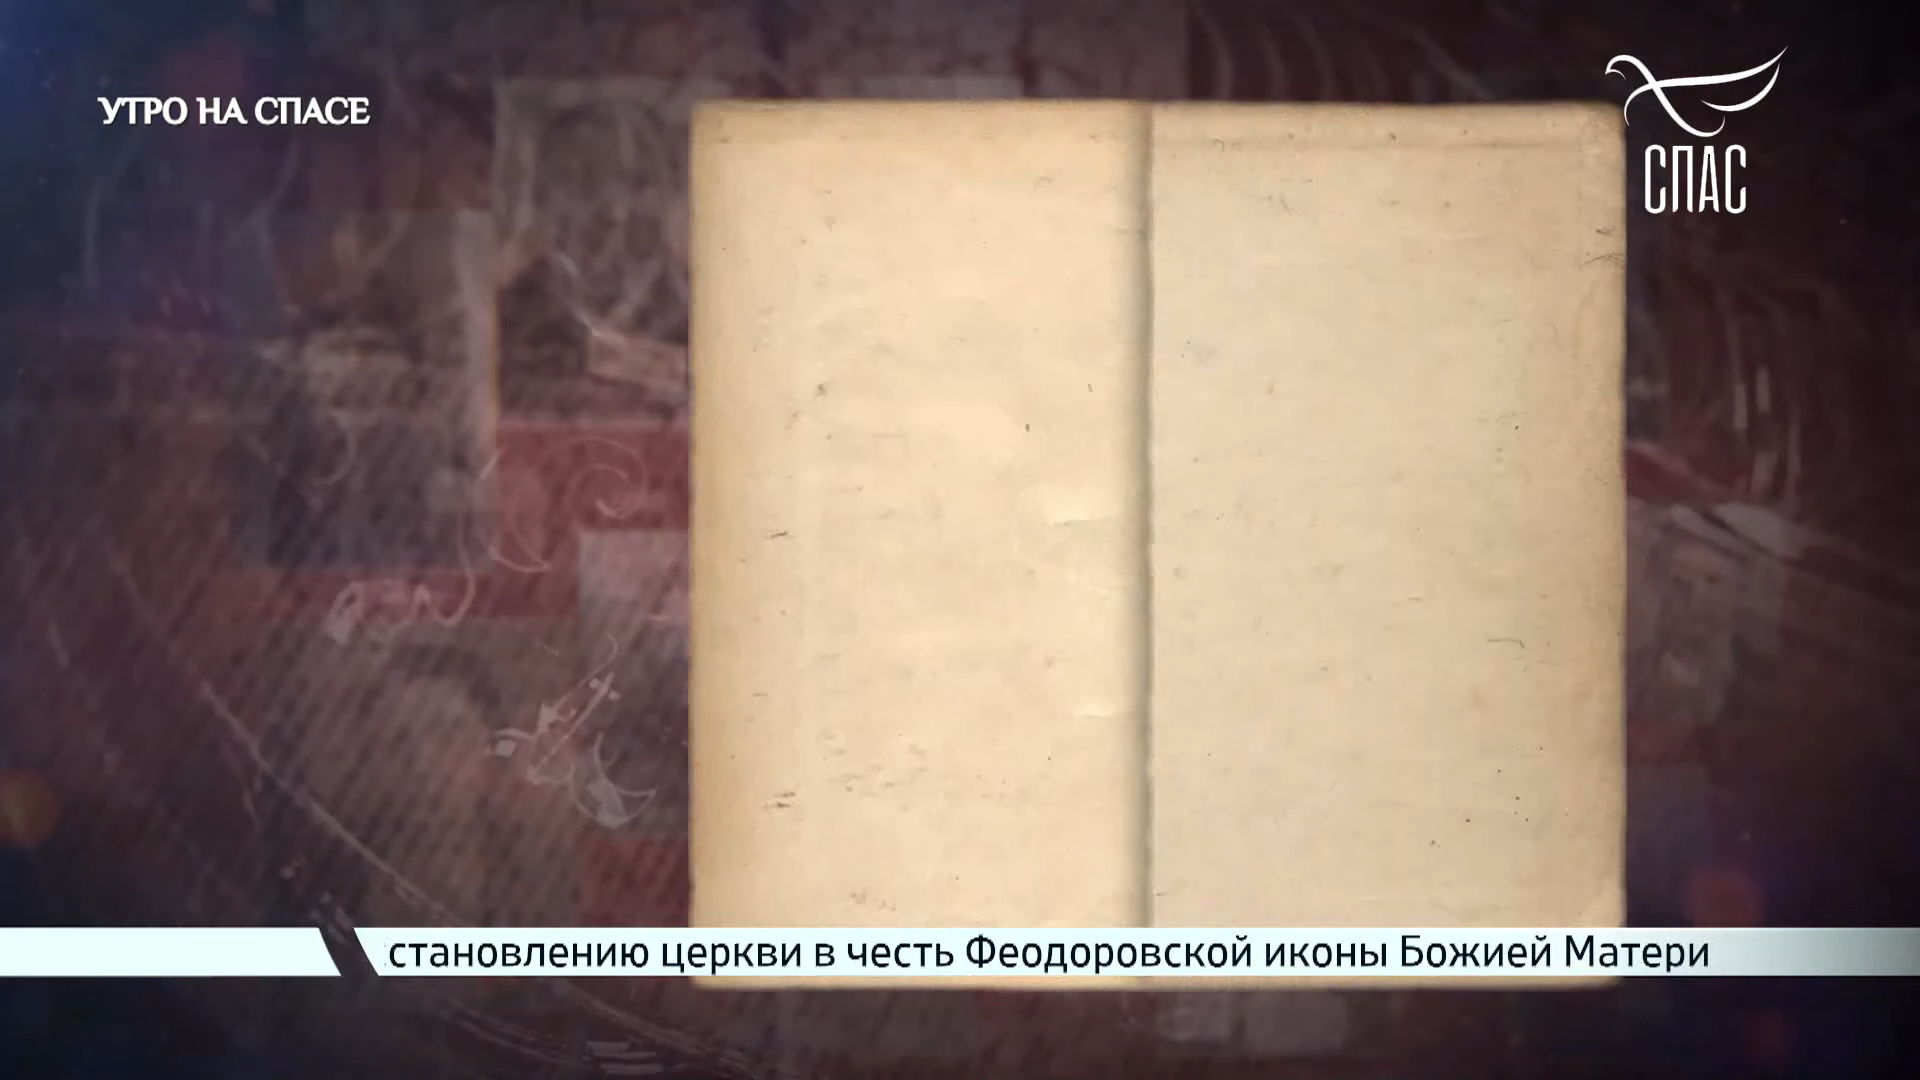 УТРО НА СПАСЕ
СПАС
становлению церкви в честь Феодоровской иконы Божией Матери